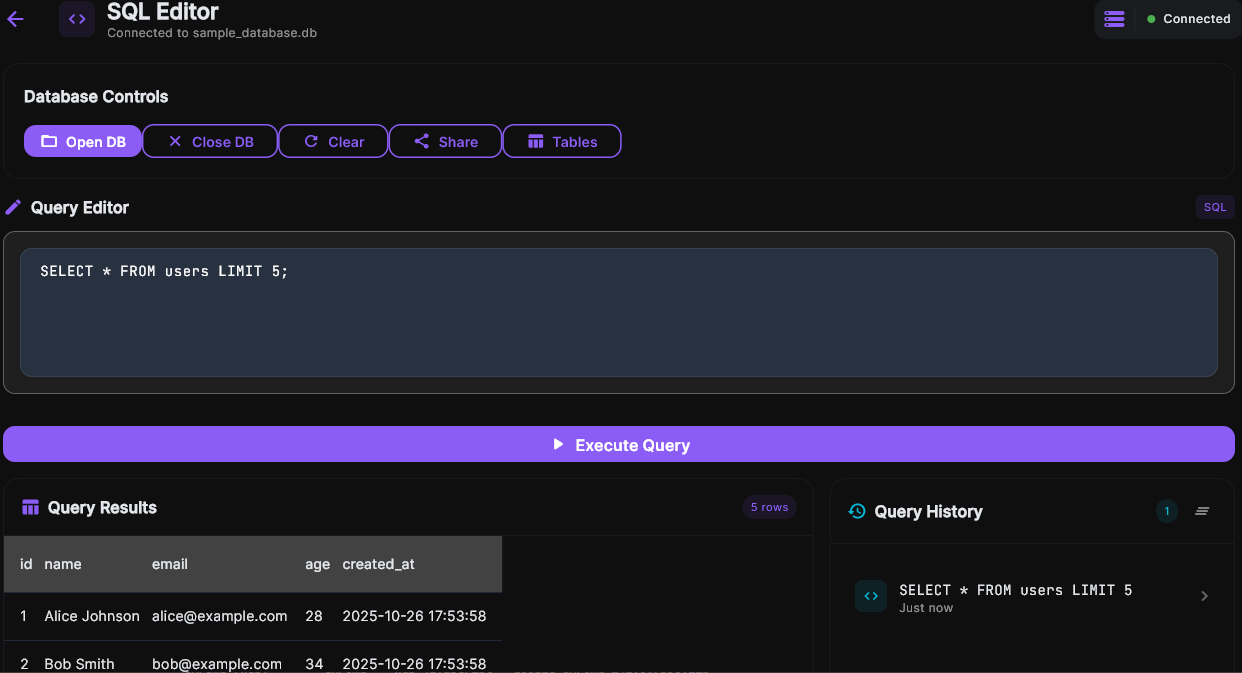 SQL Editor
Connected to sample_database.db
Connected
Database Controls
Open DB
Close DB
Clear
Share
Tables
Query Editor
SQL
SELECT * FROM users LIMIT 5;
Execute Query
Query Results
5 rows
id name email age created_at
1 Alice Johnson alice@example.com 28 2025-10-26 17:53:58
2 Bob Smith bob@example.com 34 2025-10-26 17:53:58
Query History
1
SELECT * FROM users LIMIT 5
Just now